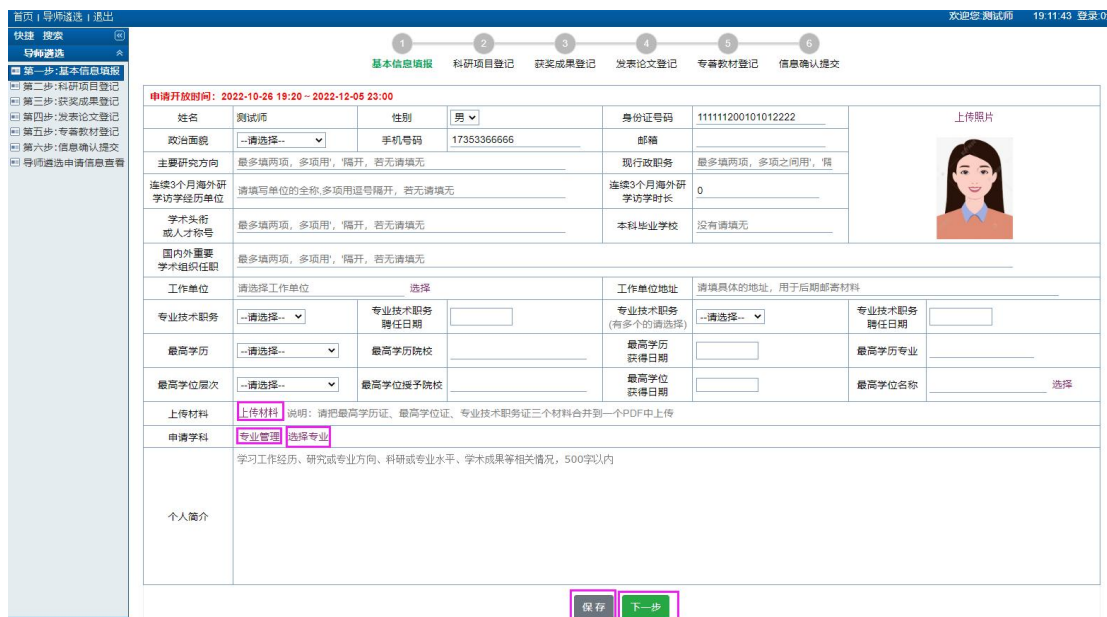 首页 | 导师遴选 | 退出
欢迎您:测试师 19:11:43 登录:0
快捷 搜索
导师遴选
第一步:基本信息填报
第二步:科研项目登记
第三步:获奖成果登记
第四步:发表论文登记
第五步:专著教材登记
第六步:信息确认提交
导师遴选申请信息查看
1 2 3 4 5 6
基本信息填报 科研项目登记 获奖成果登记 发表论文登记 专著教材登记 信息确认提交
申请开放时间：2022-10-26 19:20～2022-12-05 23:00
姓名 测试师 性别 男 身份证号码 111111200101012222 上传照片
政治面貌 --请选择-- 手机号码 17353366666 邮箱
主要研究方向 最多填两项，多项用'，'隔开，若无请填无 现行政职务 最多填两项，多项之间用'，'隔
连续3个月海外研
学访学经历单位 请填写单位的全称,多项用逗号隔开，若无请填无 连续3个月海外研
学访学时长 0
学术头衔
或人才称号 最多填两项，多项用'，'隔开，若无请填无 本科毕业学校 没有请填无
国内外重要
学术组织任职 最多填两项，多项用'，'隔开，若无请填无
工作单位 请选择工作单位 选择 工作单位地址 请填具体的地址，用于后期邮寄材料
专业技术职务 --请选择-- 专业技术职务
聘任日期 专业技术职务
(有多个的请选择) --请选择-- 专业技术职务
聘任日期
最高学历 --请选择-- 最高学历院校 最高学历
获得日期 最高学历专业
最高学位层次 --请选择-- 最高学位授予院校 最高学位
获得日期 最高学位名称 选择
上传材料 上传材料 说明：请把最高学历证、最高学位证、专业技术职务证三个材料合并到一个PDF中上传
申请学科 专业管理 选择专业
个人简介 学习工作经历、研究或专业方向、科研或专业水平、学术成果等相关情况，500字以内
保存 下一步